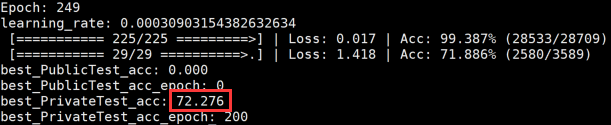 Epoch: 249
learning_rate: 0.00030903154382632634
[=========== 225/225 =========>] | Loss: 0.017 | Acc: 99.387% (28533/28709)
[=========== 29/29 ==========>.] | Loss: 1.418 | Acc: 71.886% (2580/3589)
best_PublicTest_acc: 0.000
best_PublicTest_acc_epoch: 0
best_PrivateTest_acc: 72.276
best_PrivateTest_acc_epoch: 200